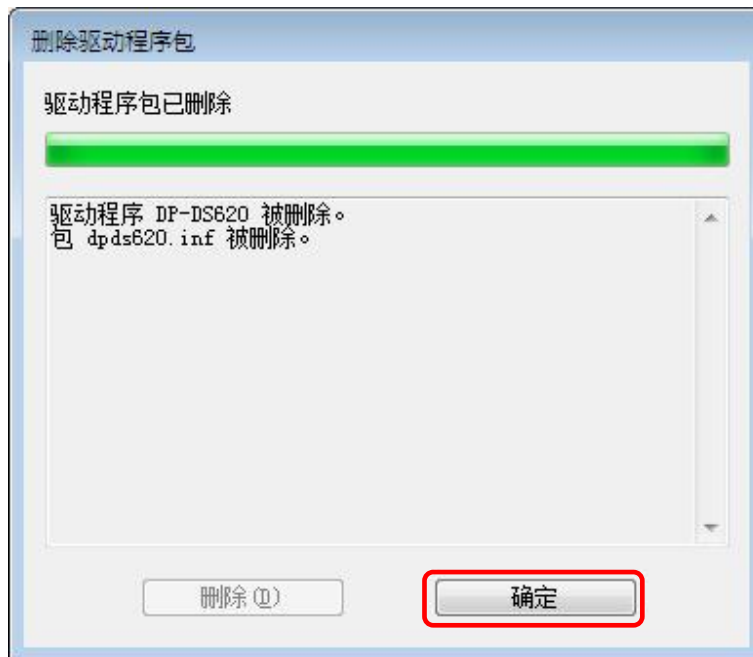 删除驱动程序包
驱动程序包已删除
驱动程序 DP-DS620 被删除。
包 dpds620.inf 被删除。
删除(D)
确定